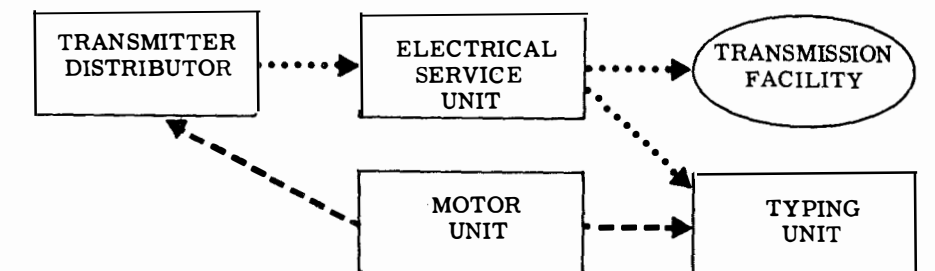 TRANSMITTER
DISTRIBUTOR
ELECTRICAL
SERVICE
UNIT
TRANSMISSION
FACILITY
MOTOR
UNIT
TYPING
UNIT